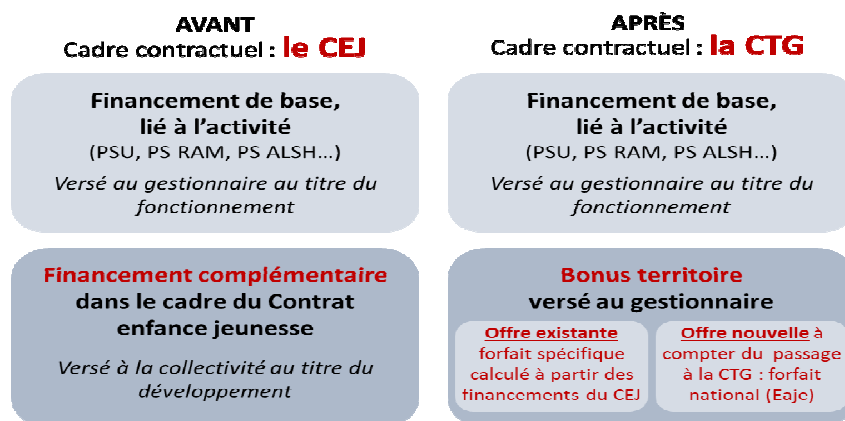 AVANT
Cadre contractuel : le CEJ
Financement de base,
lié à l'activité
(PSU, PS RAM, PS ALSH...)
Versé au gestionnaire au titre du
fonctionnement
Financement complémentaire
dans le cadre du Contrat
enfance jeunesse
Versé à la collectivité au titre du
développement
APRÈS
Cadre contractuel : la CTG
Financement de base,
lié à l'activité
(PSU, PS RAM, PS ALSH...)
Versé au gestionnaire au titre du
fonctionnement
Bonus territoire
versé au gestionnaire
Offre existante
forfait spécifique
calculé à partir des
financements du CEJ
Offre nouvelle à
compter du passage
à la CTG : forfait
national (Eaje)